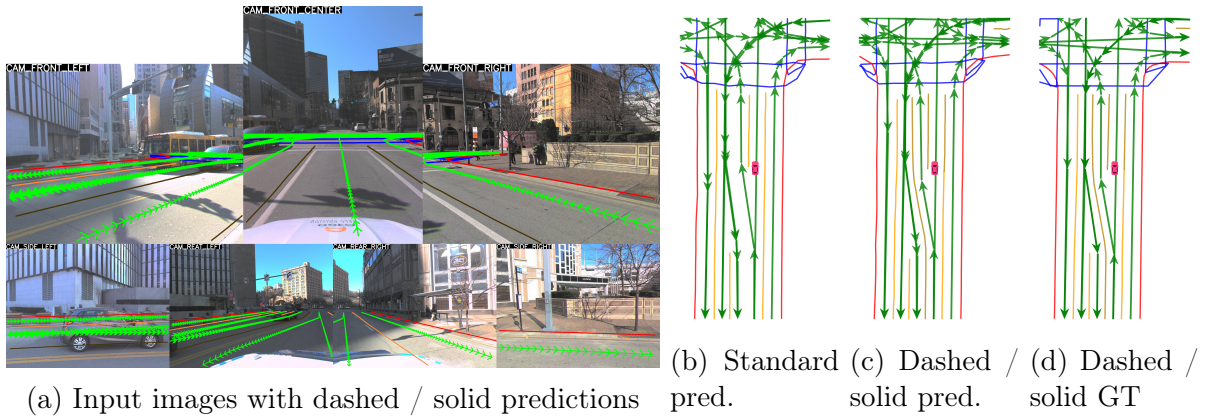 CAM_FRONT_CENTER
CAM_FRONT_LEFT
CAM_FRONT_RIGHT
CAM_SIDE_LEFT
CAM_REAR_LEFT
CAM_REAR_RIGHT
CAM_SIDE_RIGHT
(a) Input images with dashed / solid predictions
(b) Standard pred.
(c) Dashed / solid pred.
(d) Dashed / solid GT